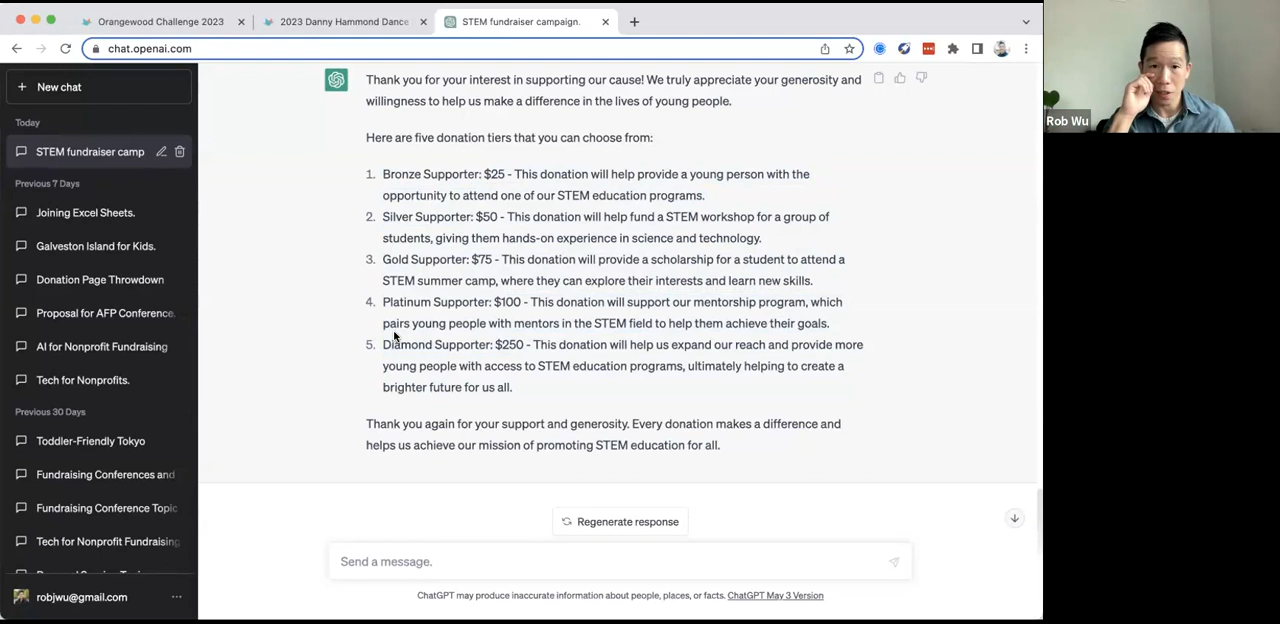 Orangewood Challenge 2023
2023 Danny Hammond Dance
STEM fundraiser campaign.
chat.openai.com
New chat
Today
STEM fundraiser camp
Previous 7 Days
Joining Excel Sheets.
Galveston Island for Kids.
Donation Page Throwdown
Proposal for AFP Conference.
AI for Nonprofit Fundraising
Tech for Nonprofits.
Previous 30 Days
Toddler-Friendly Tokyo
Fundraising Conferences and
Fundraising Conference Topic
Tech for Nonprofit Fundraising
robjwu@gmail.com
Thank you for your interest in supporting our cause! We truly appreciate your generosity and
willingness to help us make a difference in the lives of young people.
Here are five donation tiers that you can choose from:
1. Bronze Supporter: $25 - This donation will help provide a young person with the
opportunity to attend one of our STEM education programs.
2. Silver Supporter: $50 - This donation will help fund a STEM workshop for a group of
students, giving them hands-on experience in science and technology.
3. Gold Supporter: $75 - This donation will provide a scholarship for a student to attend a
STEM summer camp, where they can explore their interests and learn new skills.
4. Platinum Supporter: $100 - This donation will support our mentorship program, which
pairs young people with mentors in the STEM field to help them achieve their goals.
5. Diamond Supporter: $250 - This donation will help us expand our reach and provide more
young people with access to STEM education programs, ultimately helping to create a
brighter future for us all.
Thank you again for your support and generosity. Every donation makes a difference and
helps us achieve our mission of promoting STEM education for all.
Regenerate response
Send a message.
ChatGPT may produce inaccurate information about people, places, or facts. ChatGPT May 3 Version
Rob Wu